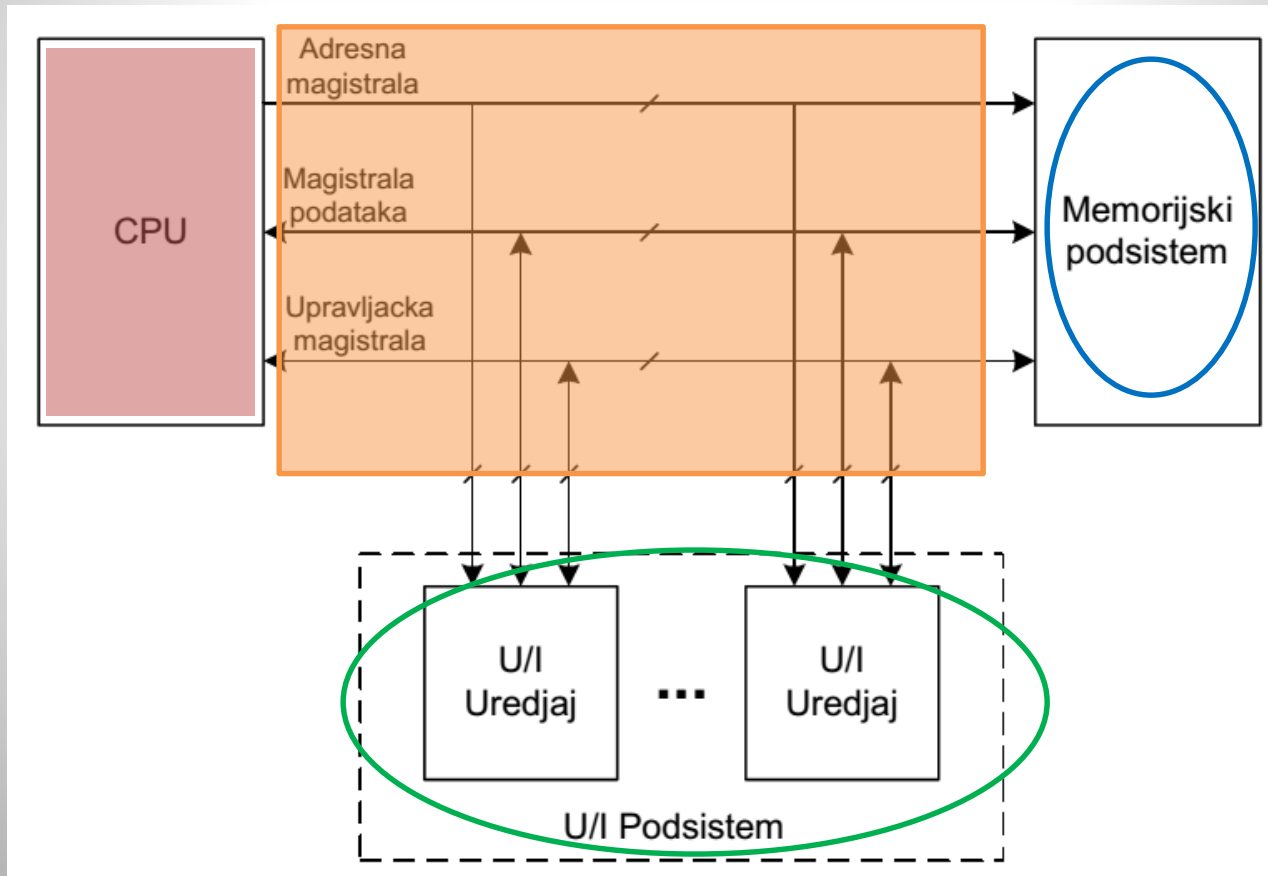 Adresna
magistrala
Magistrala
podataka
CPU
Upravljacka
magistrala
Memorijski
podsistem
U/I
Uredjaj
...
U/I
Uredjaj
U/I Podsistem